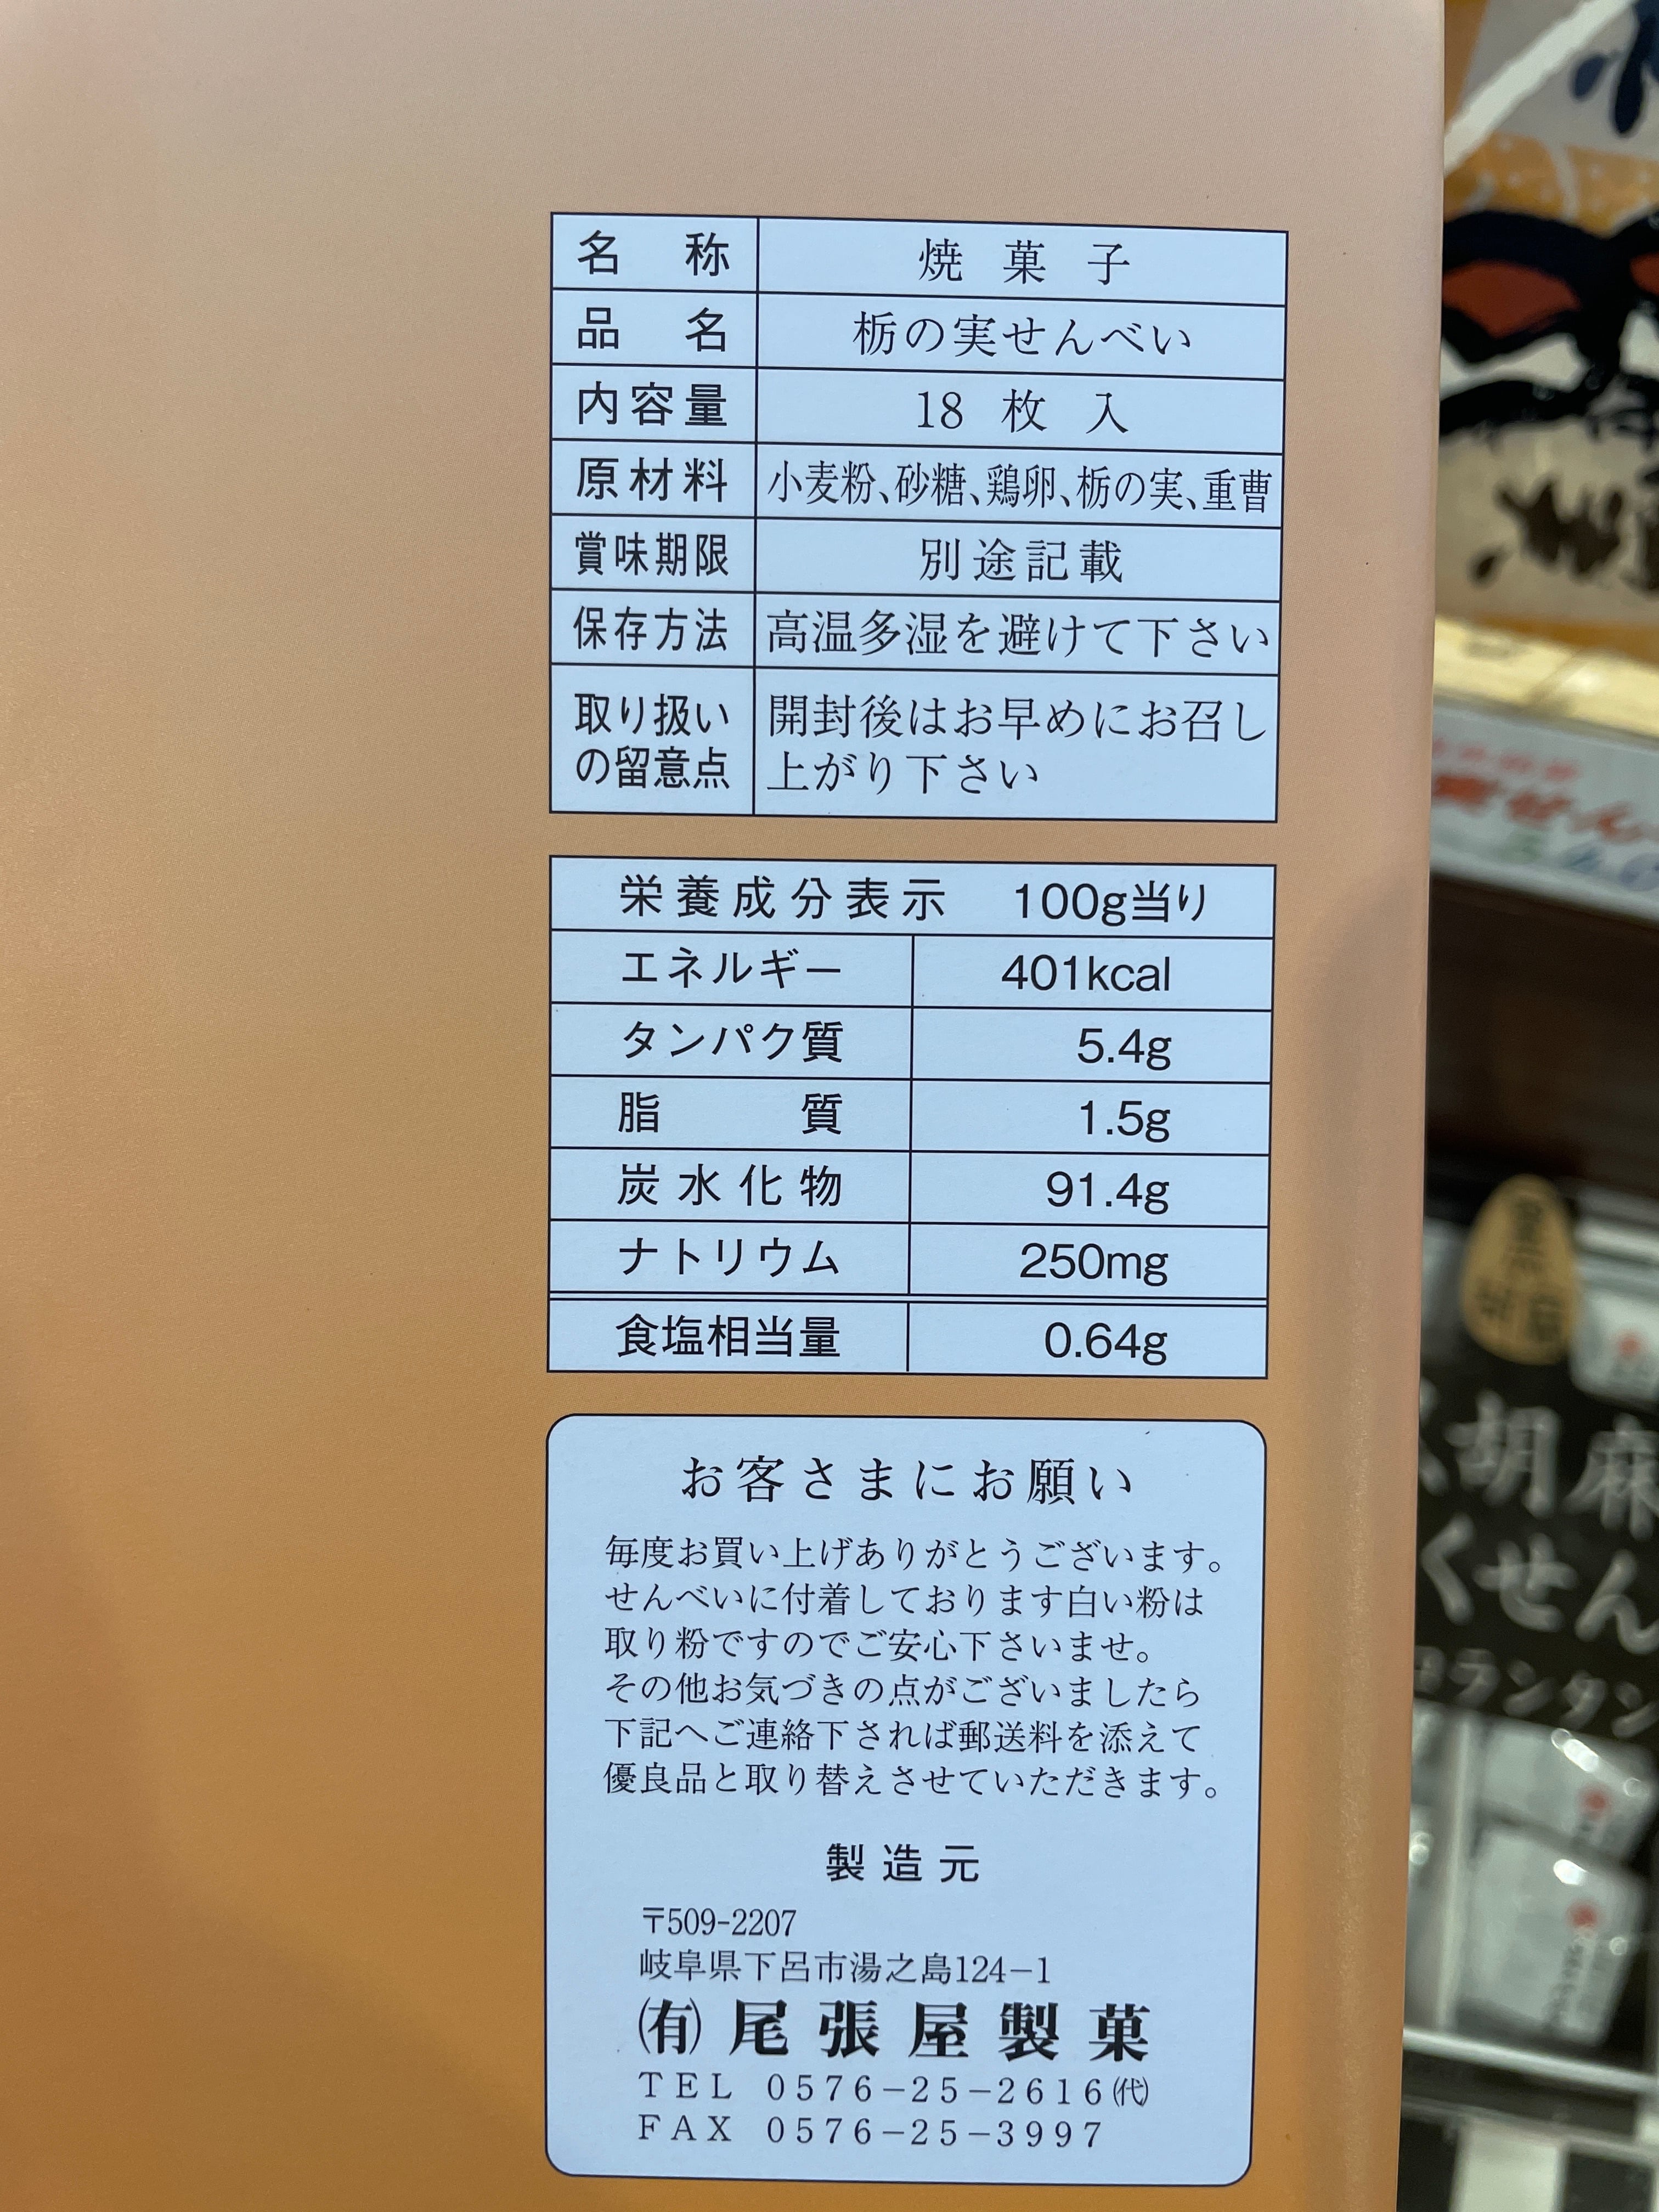 名称 焼菓子
品名 栃の実せんべい
内容量 18枚入
原材料 小麦粉、砂糖、鶏卵、栃の実、重曹
賞味期限 別途記載
保存方法 高温多湿を避けて下さい
取り扱い
の留意点
開封後はお早めにお召し
上がり下さい
栄養成分表示 100g当り
エネルギー 401kcal
タンパク質 5.4g
脂質 1.5g
炭水化物 91.4g
ナトリウム 250mg
食塩相当量 0.64g
お客さまにお願い
毎度お買い上げありがとうございます。
せんべいに付着しております白い粉は
取り粉ですのでご安心下さいませ。
その他お気づきの点がございましたら
下記へご連絡下されば郵送料を添えて
優良品と取り替えさせていただきます。
製造元
〒509-2207
岐阜県下呂市湯之島124−1
㈲尾張屋製菓
TEL 0576−25−2616㈹
FAX 0576−25−3997
胡麻
くせん
ランタン